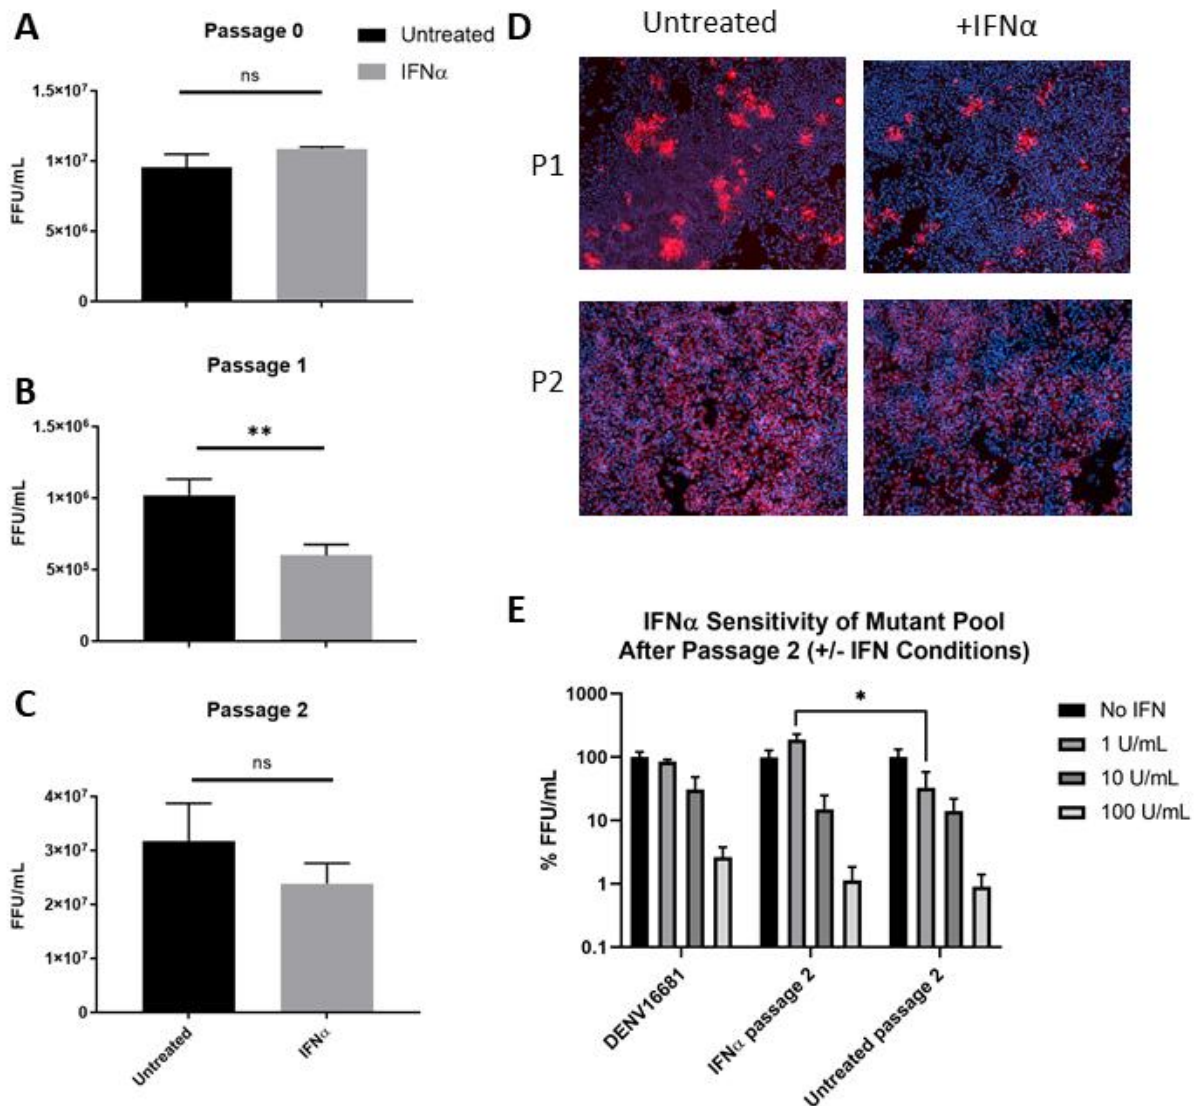 A
Passage 0
Untreated
IFNα
ns
1.5×10⁷
1×10⁷
5×10⁶
0
FFU/mL
B
Passage 1
**
1.5×10⁶
1×10⁶
5×10⁵
0
FFU/mL
C
Passage 2
ns
4×10⁷
3×10⁷
2×10⁷
1×10⁷
0
FFU/mL
Untreated
IFNα
D
Untreated
+IFNα
P1
P2
E
IFNα Sensitivity of Mutant Pool
After Passage 2 (+/- IFN Conditions)
*
1000
100
10
1
0.1
% FFU/mL
DENV16681
IFNα passage 2
Untreated passage 2
No IFN
1 U/mL
10 U/mL
100 U/mL